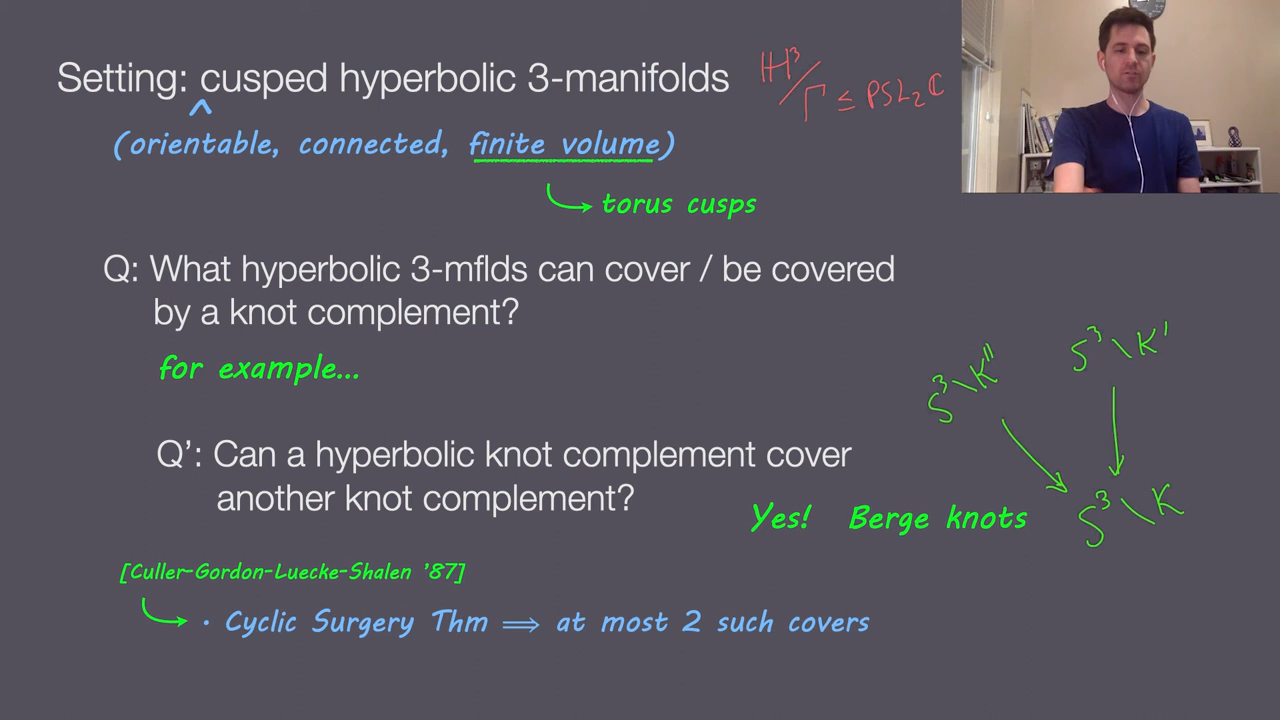 Setting: cusped hyperbolic 3-manifolds
ℍ³/Γ ≤ PSL₂ℂ
^
(orientable, connected, finite volume)
torus cusps
Q: What hyperbolic 3-mflds can cover / be covered
by a knot complement?
for example...
S³\K'
S³\K"
Q’: Can a hyperbolic knot complement cover
another knot complement?
Yes! Berge knots
S³\K
[Culler-Gordon-Luecke-Shalen '87]
· Cyclic Surgery Thm ⟹ at most 2 such covers